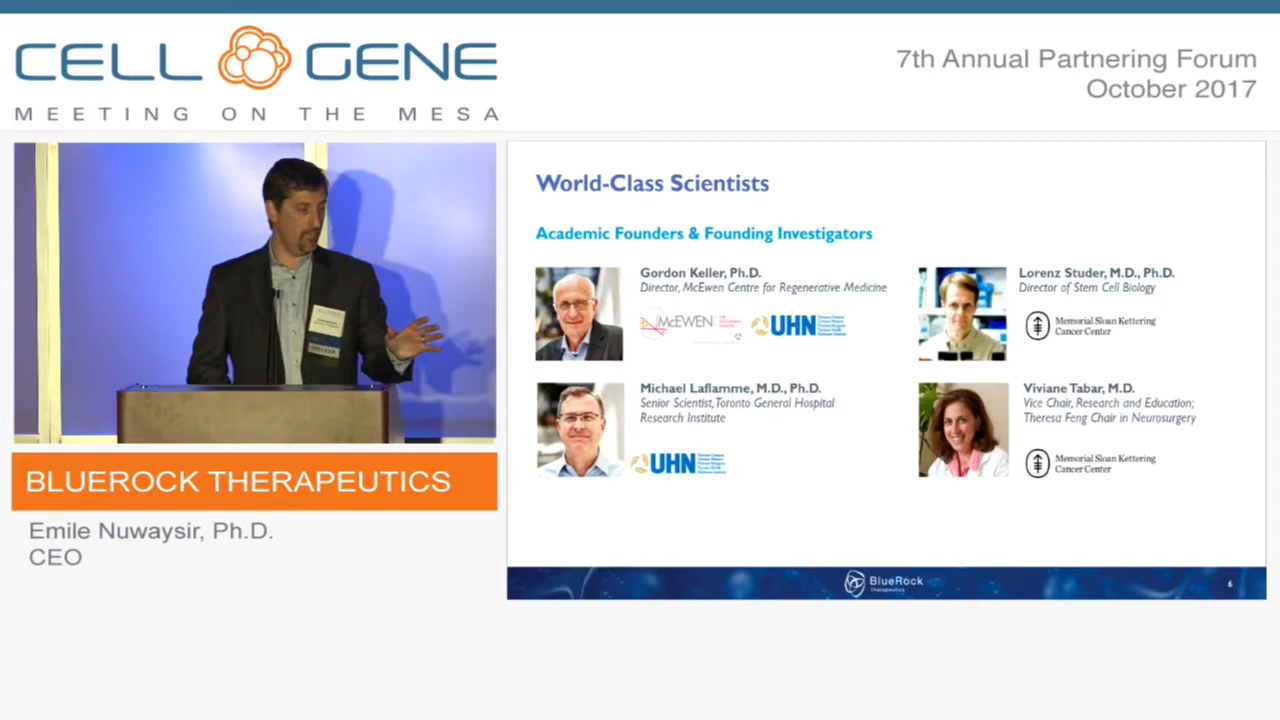 CELL GENE
MEETING ON THE MESA
7th Annual Partnering Forum
October 2017
World-Class Scientists
Academic Founders & Founding Investigators
Gordon Keller, Ph.D.
Director, McEwen Centre for Regenerative Medicine
McEWEN
UHN
Lorenz Studer, M.D., Ph.D.
Director of Stem Cell Biology
Memorial Sloan Kettering
Cancer Center
Michael Laflamme, M.D., Ph.D.
Senior Scientist, Toronto General Hospital
Research Institute
UHN
Viviane Tabar, M.D.
Vice Chair, Research and Education;
Theresa Feng Chair in Neurosurgery
Memorial Sloan Kettering
Cancer Center
BlueRock
Therapeutics
6
BLUEROCK THERAPEUTICS
Emile Nuwaysir, Ph.D.
CEO